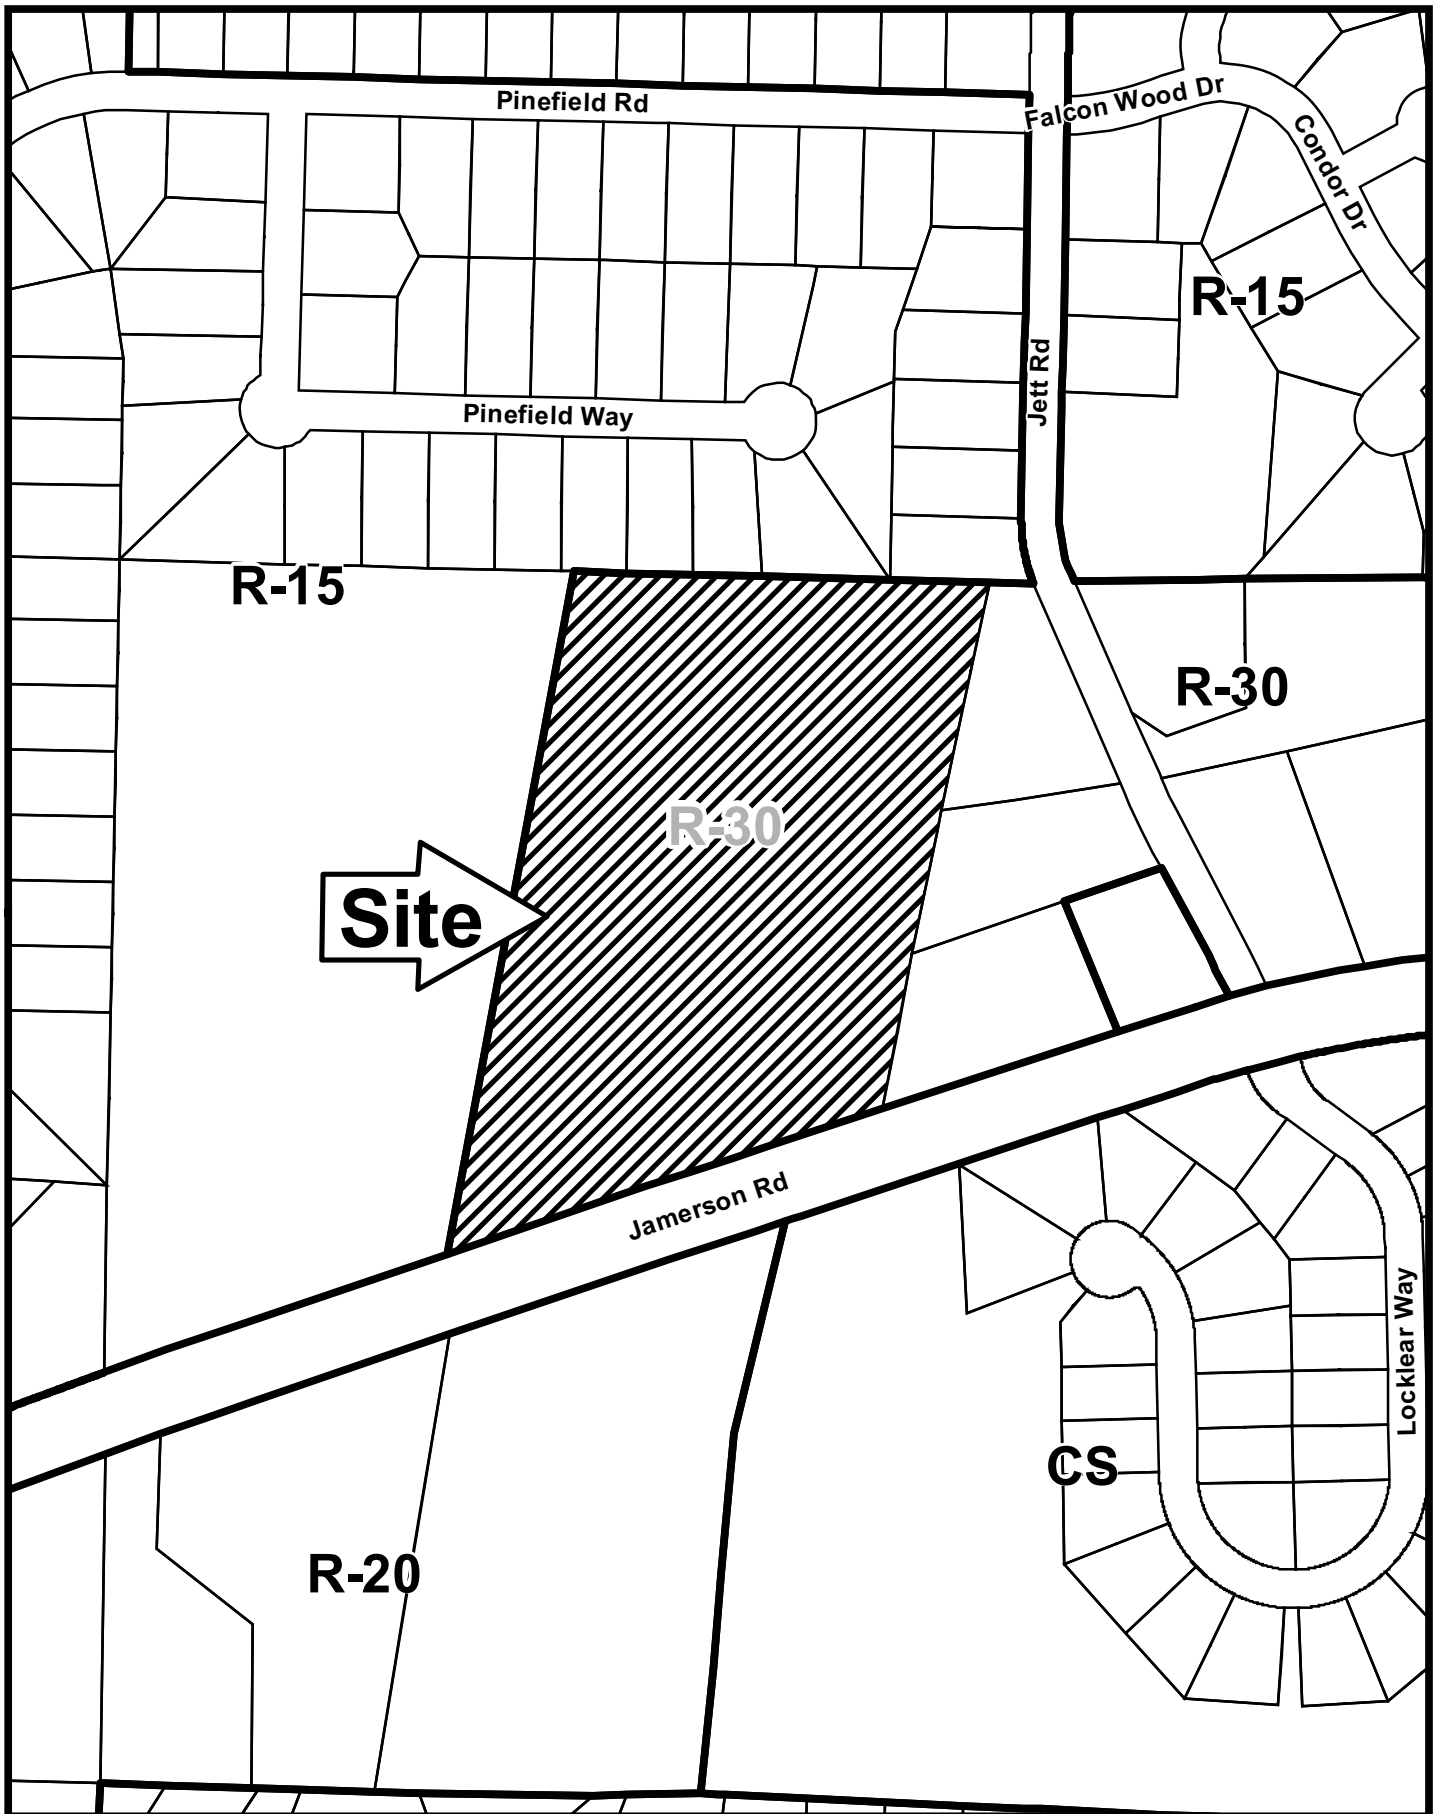 Pinefield Rd
Falcon Wood Dr
Condor Dr
R-15
Jett Rd
Pinefield Way
R-15
R-30
R-30
Site
Jamerson Rd
Locklear Way
CS
R-20